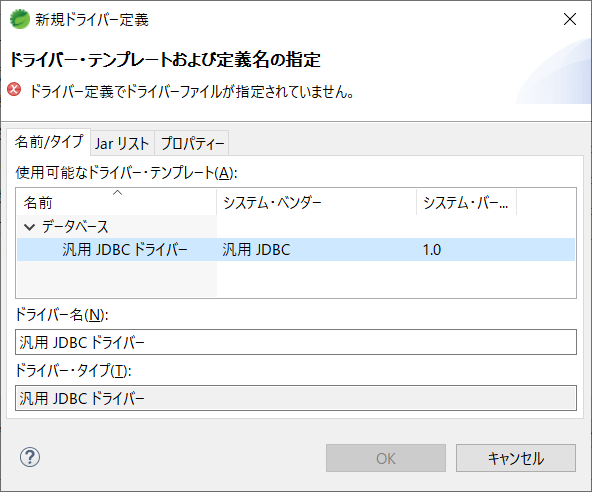 新規ドライバー定義
ドライバー・テンプレートおよび定義名の指定
ドライバー定義でドライバーファイルが指定されていません。
名前/タイプ Jar リスト プロパティー
使用可能なドライバー・テンプレート(A):
名前 システム・ベンダー システム・バー...
データベース
汎用 JDBC ドライバー 汎用 JDBC 1.0
ドライバー名(N):
汎用 JDBC ドライバー
ドライバー・タイプ(T):
汎用 JDBC ドライバー
? OK キャンセル